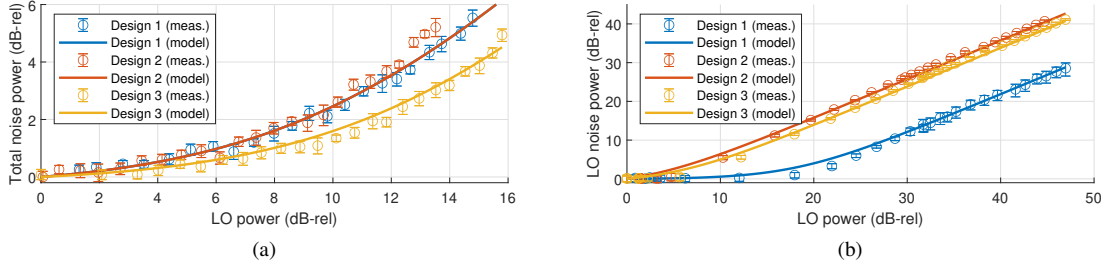 Total noise power (dB-rel)
6
4
2
0
Design 1 (meas.)
Design 1 (model)
Design 2 (meas.)
Design 2 (model)
Design 3 (meas.)
Design 3 (model)
0 2 4 6 8 10 12 14 16
LO power (dB-rel)
(a)
LO noise power (dB-rel)
40
30
20
10
0
Design 1 (meas.)
Design 1 (model)
Design 2 (meas.)
Design 2 (model)
Design 3 (meas.)
Design 3 (model)
0 10 20 30 40 50
LO power (dB-rel)
(b)